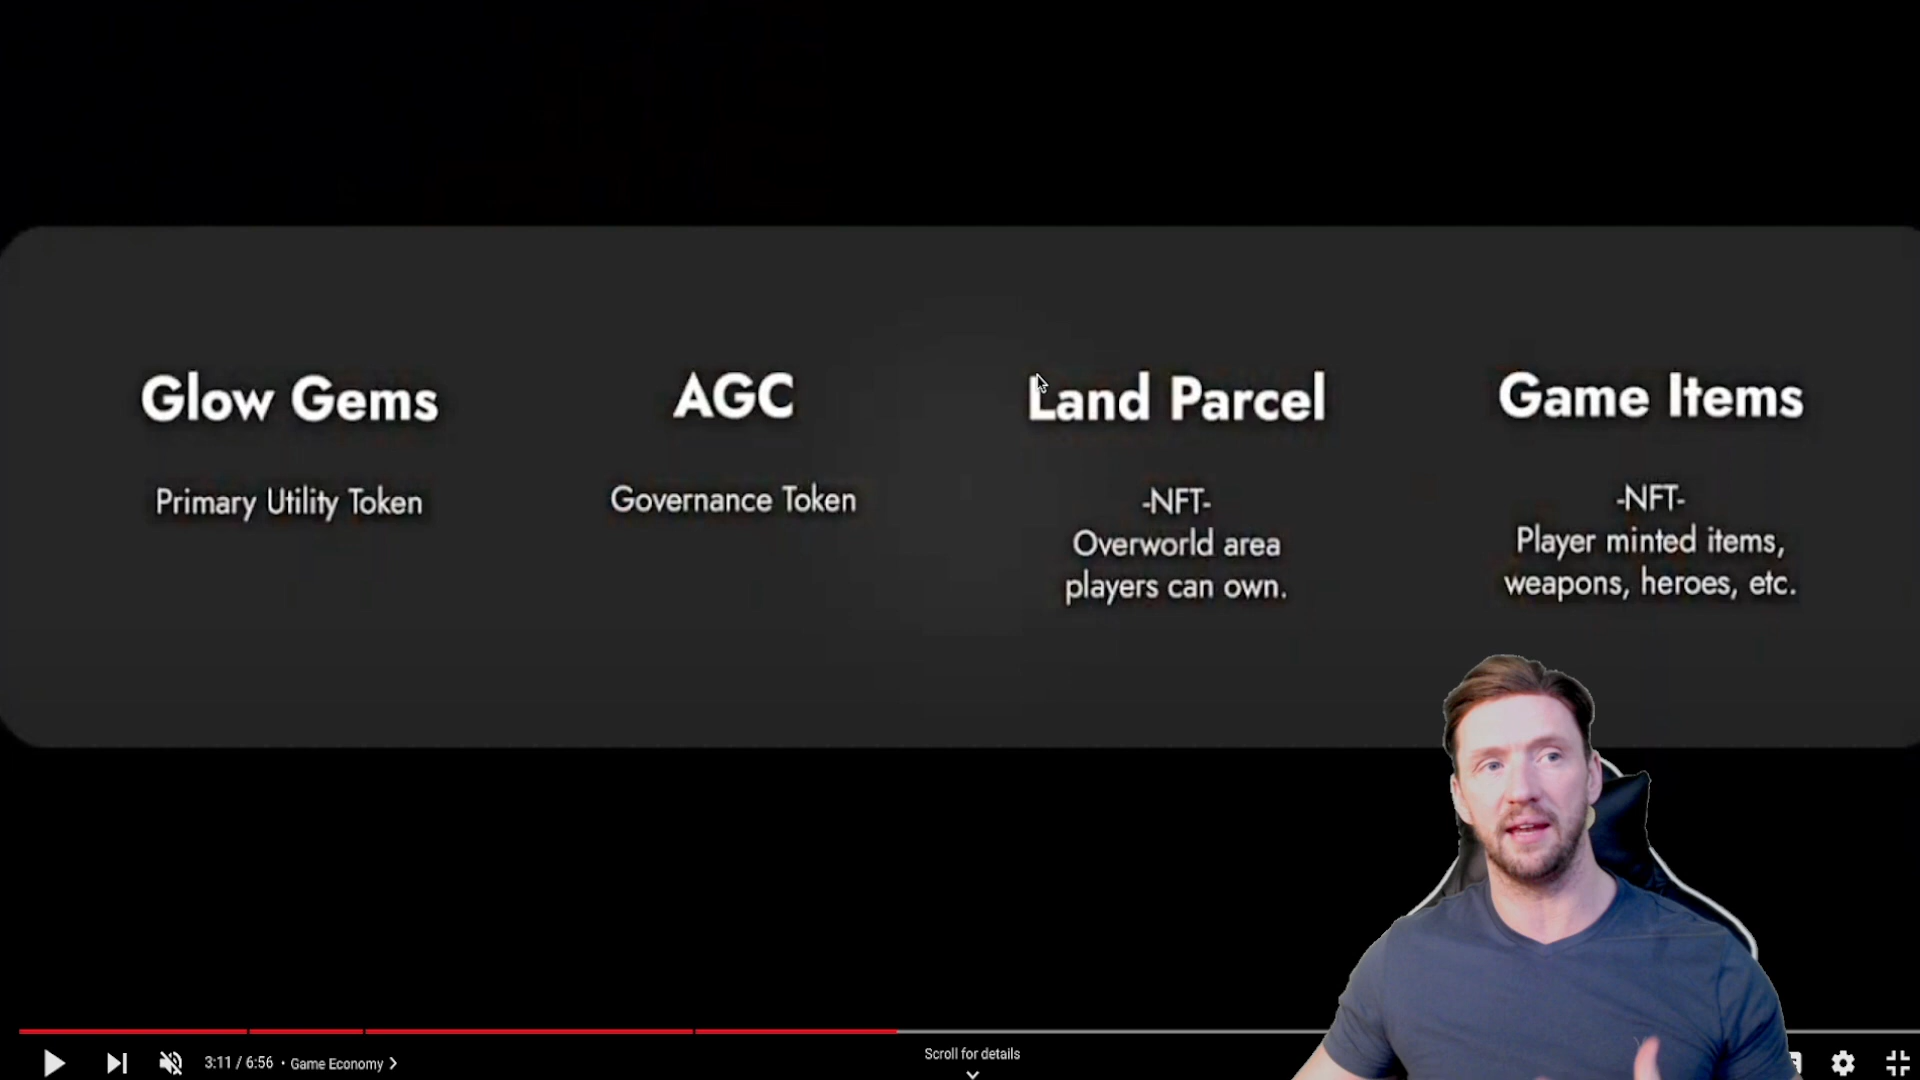 Glow Gems
Primary Utility Token
AGC
Governance Token
Land Parcel
-NFT-
Overworld area
players can own.
Game Items
-NFT-
Player minted items,
weapons, heroes, etc.
3:11 / 6:56 • Game Economy
Scroll for details